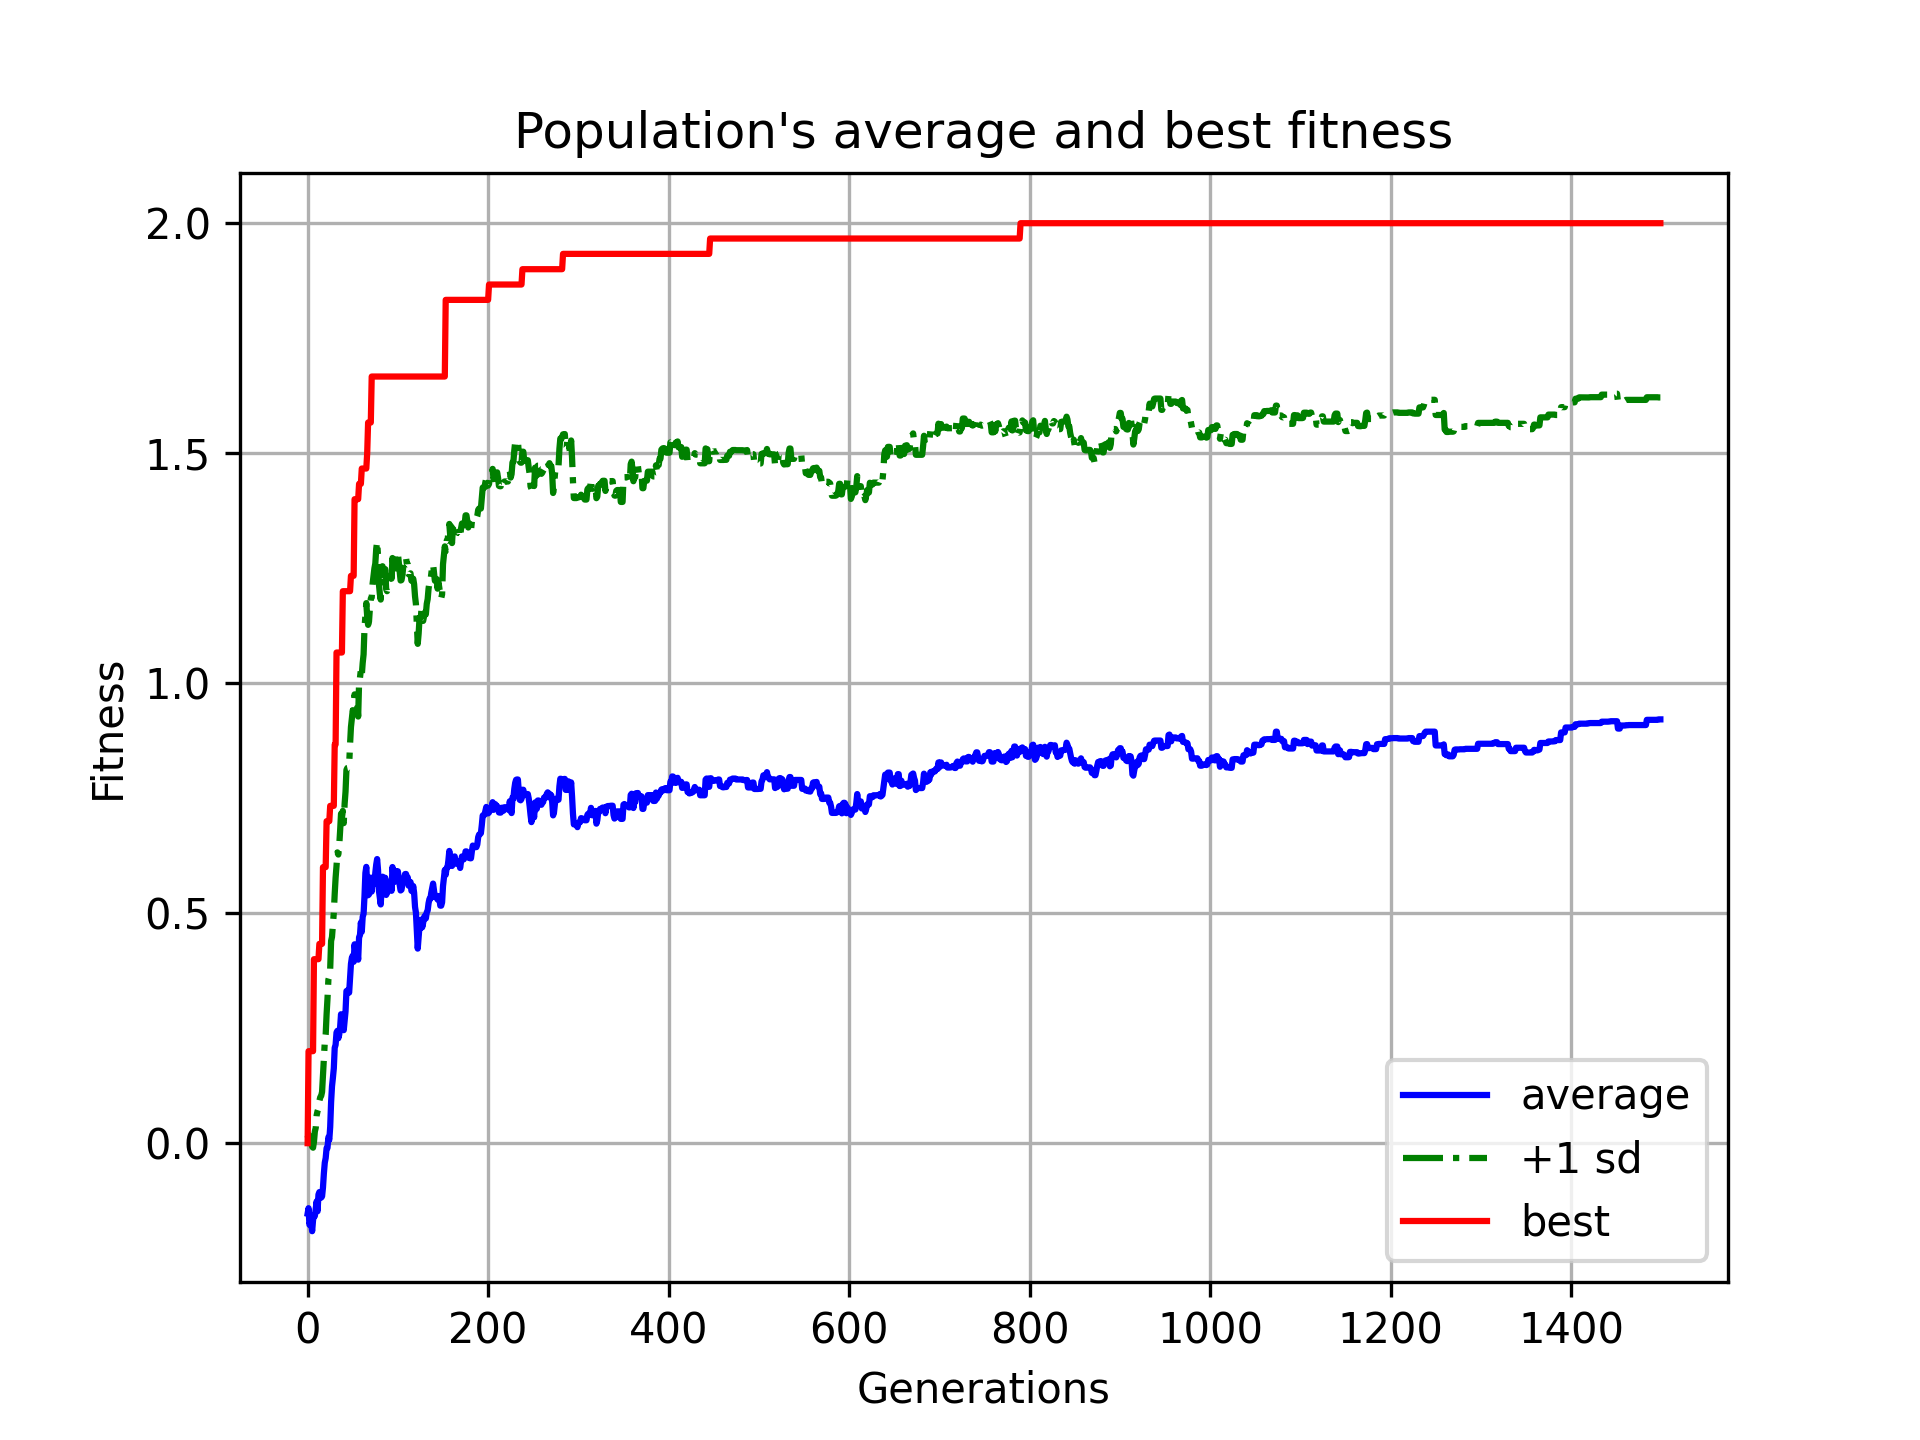 Population's average and best fitness
Fitness
2.0
1.5
1.0
0.5
0.0
0 200 400 600 800 1000 1200 1400
Generations
average
+1 sd
best